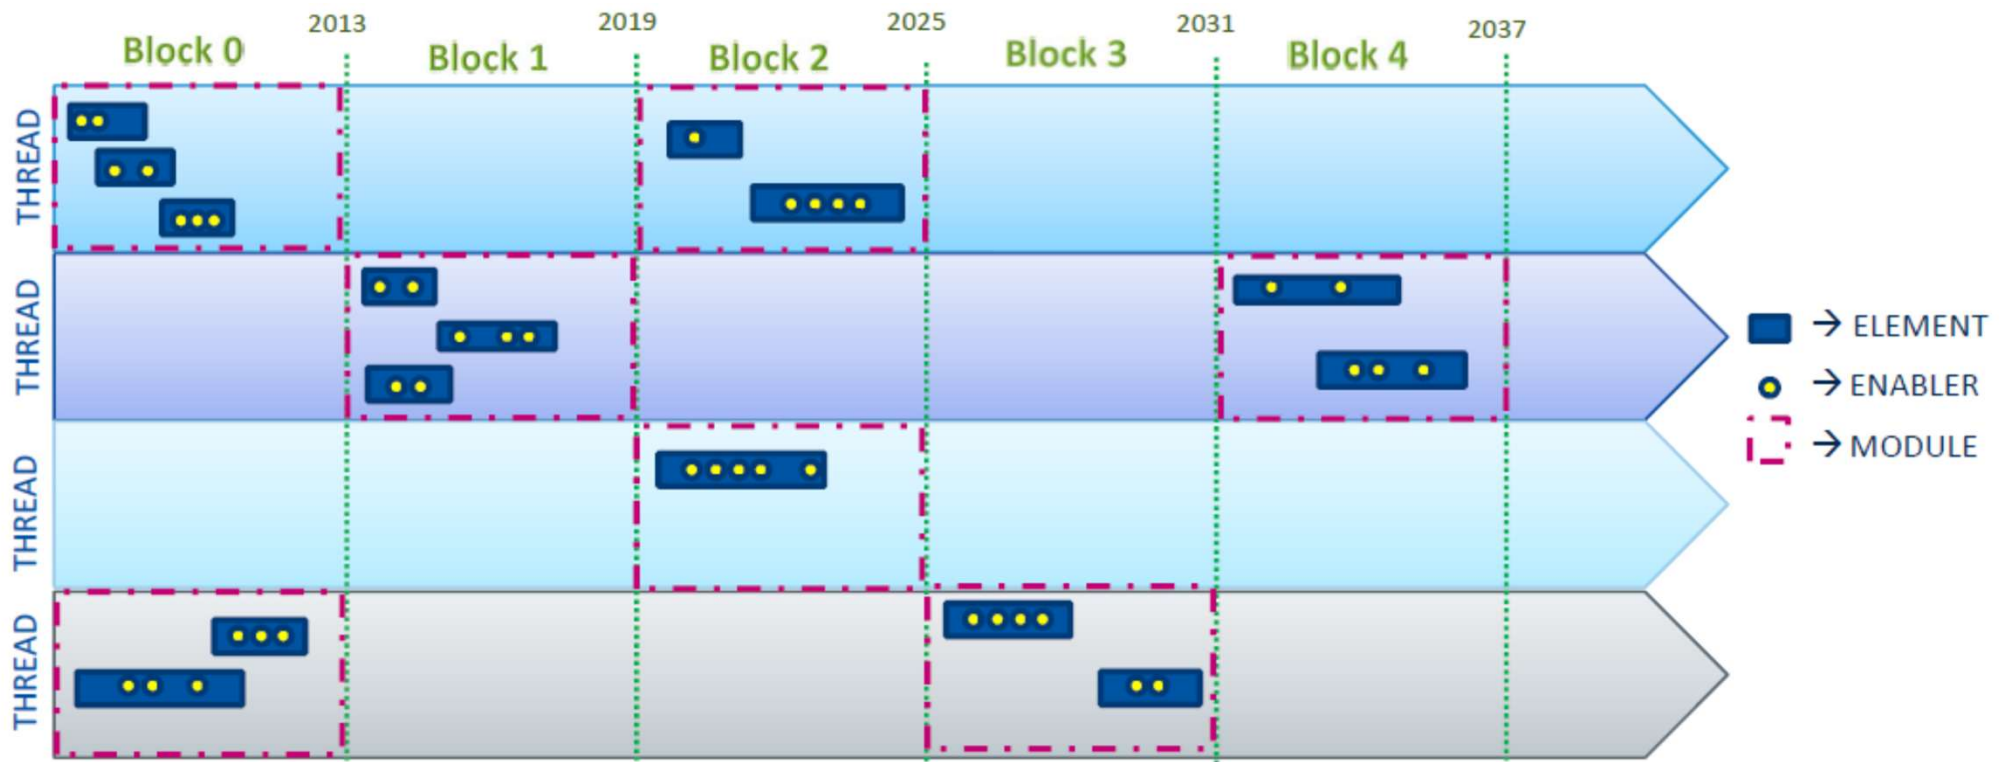 2013
2019
2025
2031
2037
Block 0
Block 1
Block 2
Block 3
Block 4
THREAD
THREAD
THREAD
THREAD
→ ELEMENT
→ ENABLER
→ MODULE